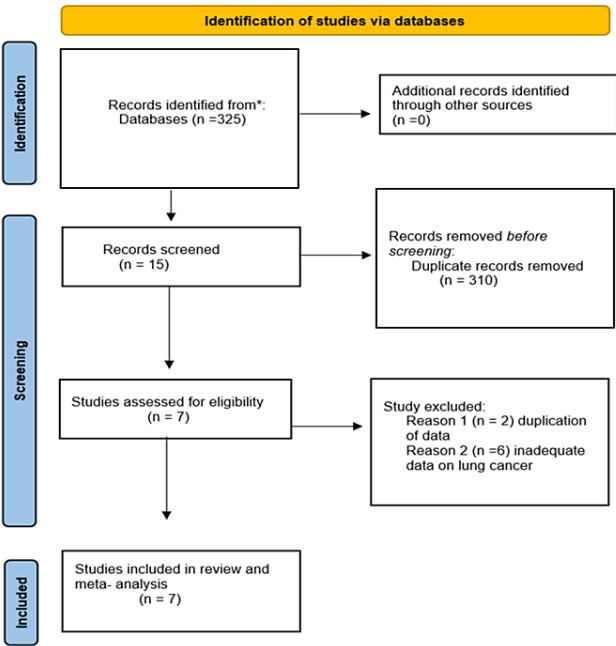 Identification of studies via databases
Identification
Records identified from*:
Databases (n =325)
Additional records identified
through other sources
(n =0)
Screening
Records screened
(n = 15)
Records removed before
screening:
Duplicate records removed
(n = 310)
Studies assessed for eligibility
(n = 7)
Study excluded:
Reason 1 (n = 2) duplication
of data
Reason 2 (n =6) inadequate
data on lung cancer
Included
Studies included in review and
meta- analysis
(n = 7)